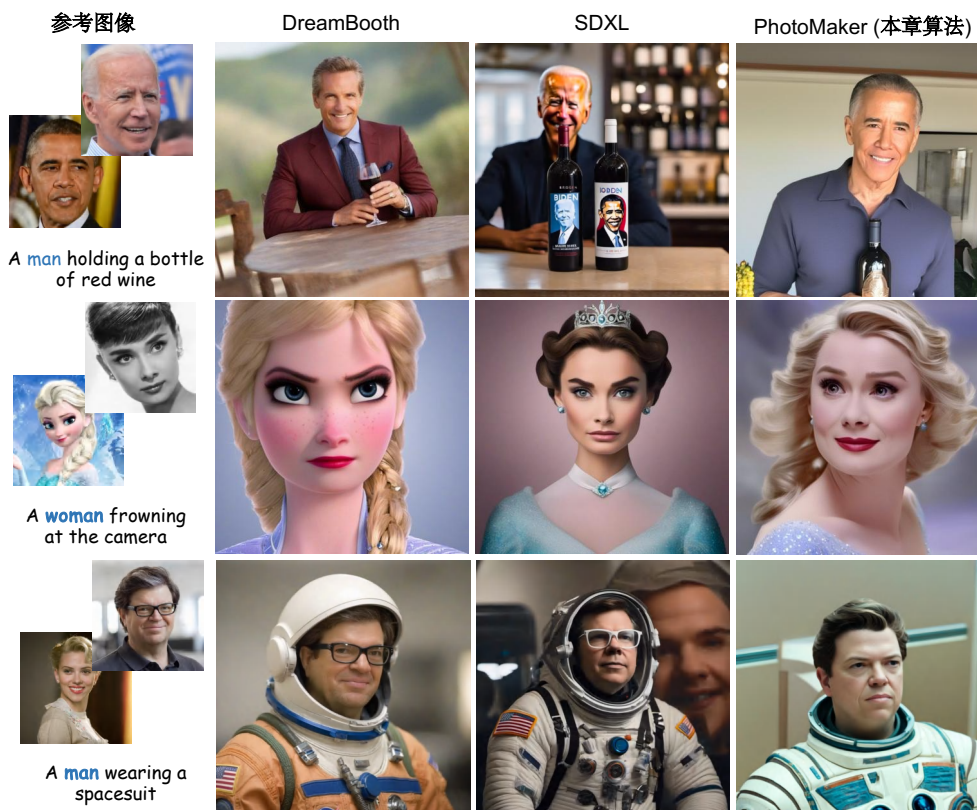 参考图像
DreamBooth
SDXL
PhotoMaker (本章算法)
A man holding a bottle
of red wine
BIDEN
A woman frowning
at the camera
A man wearing a
spacesuit